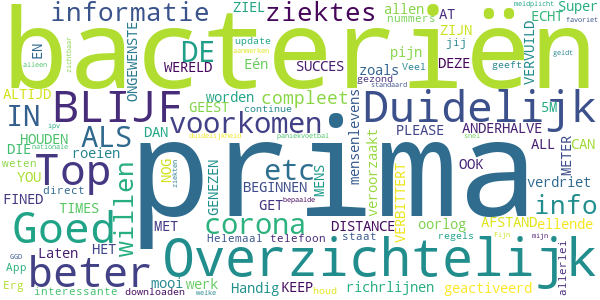 informatie ZIEL ziektes allen AT ECHT Super meldplicht favoriet
nummers
bacteriën
EN ONGEWENSTE update ZIJN jij
zichtbaar alleen DE aanmerken pijn VERVUILD
WERELD Eén SUCCES zoals Veel DEZE geeft geldt
gezond standaard
ALTIJD GEEST worden compleet 5M
BLIJF continue mensenlevens Duidelijk
IN ALS voorkomen
HOUDEN DAN PLEASE ANDERHALVE
DIE roeien duidelijkheid paniekvoetbal snel
weten nationale ipv etc veroorzaakt OOK ALL METER CAN
YOU Top willen NOG ziekten GENEZEN MENS VERBITTERT
direct BEGINNEN verdriet
FINED prima info
TIMES GET
Goed MET corona DISTANCE oorlog AFSTAND ellende
Laten HET Helemaal telefoon staat regels Fijn mijn
GGD bepaalde
App beter Overzichtelijk allerlei
Erg mooi werk Handig KEEP richrlijnen geactiveerd
interessante downloaden welke houd